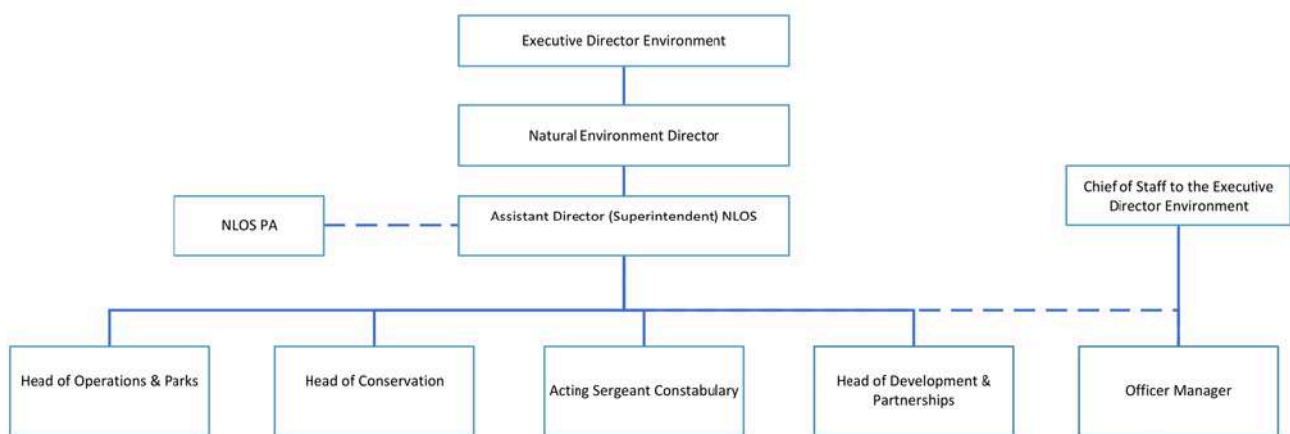 Executive Director Environment
Natural Environment Director
Chief of Staff to the Executive
Director Environment
NLOS PA
Assistant Director (Superintendent) NLOS
Head of Operations & Parks
Head of Conservation
Acting Sergeant Constabulary
Head of Development &
Partnerships
Officer Manager